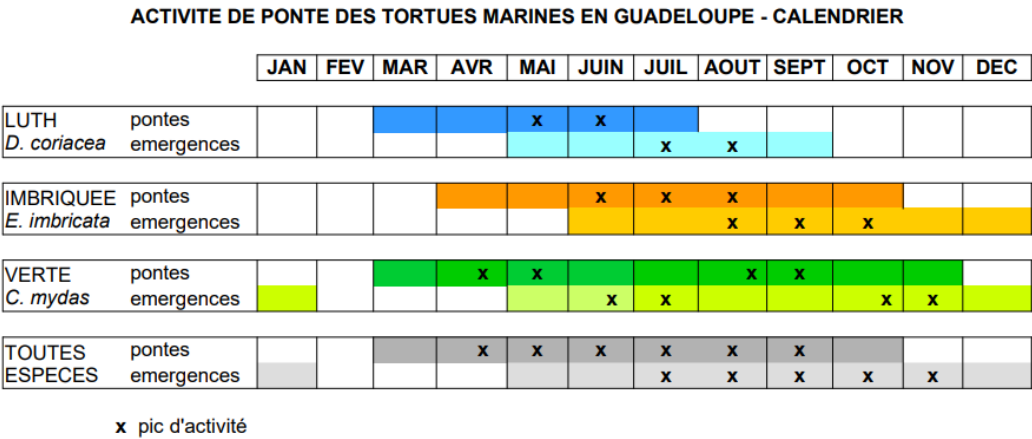 ACTIVITE DE PONTE DES TORTUES MARINES EN GUADELOUPE - CALENDRIER
JAN FEV MAR AVR MAI JUIN JUIL AOUT SEPT OCT NOV DEC
LUTH pontes x x
D. coriacea emergences x x
IMBRIQUEE pontes x x x
E. imbricata emergences x x x
VERTE pontes x x x x
C. mydas emergences x x x x
TOUTES pontes x x x x x x
ESPECES emergences x x x x x
x pic d'activité